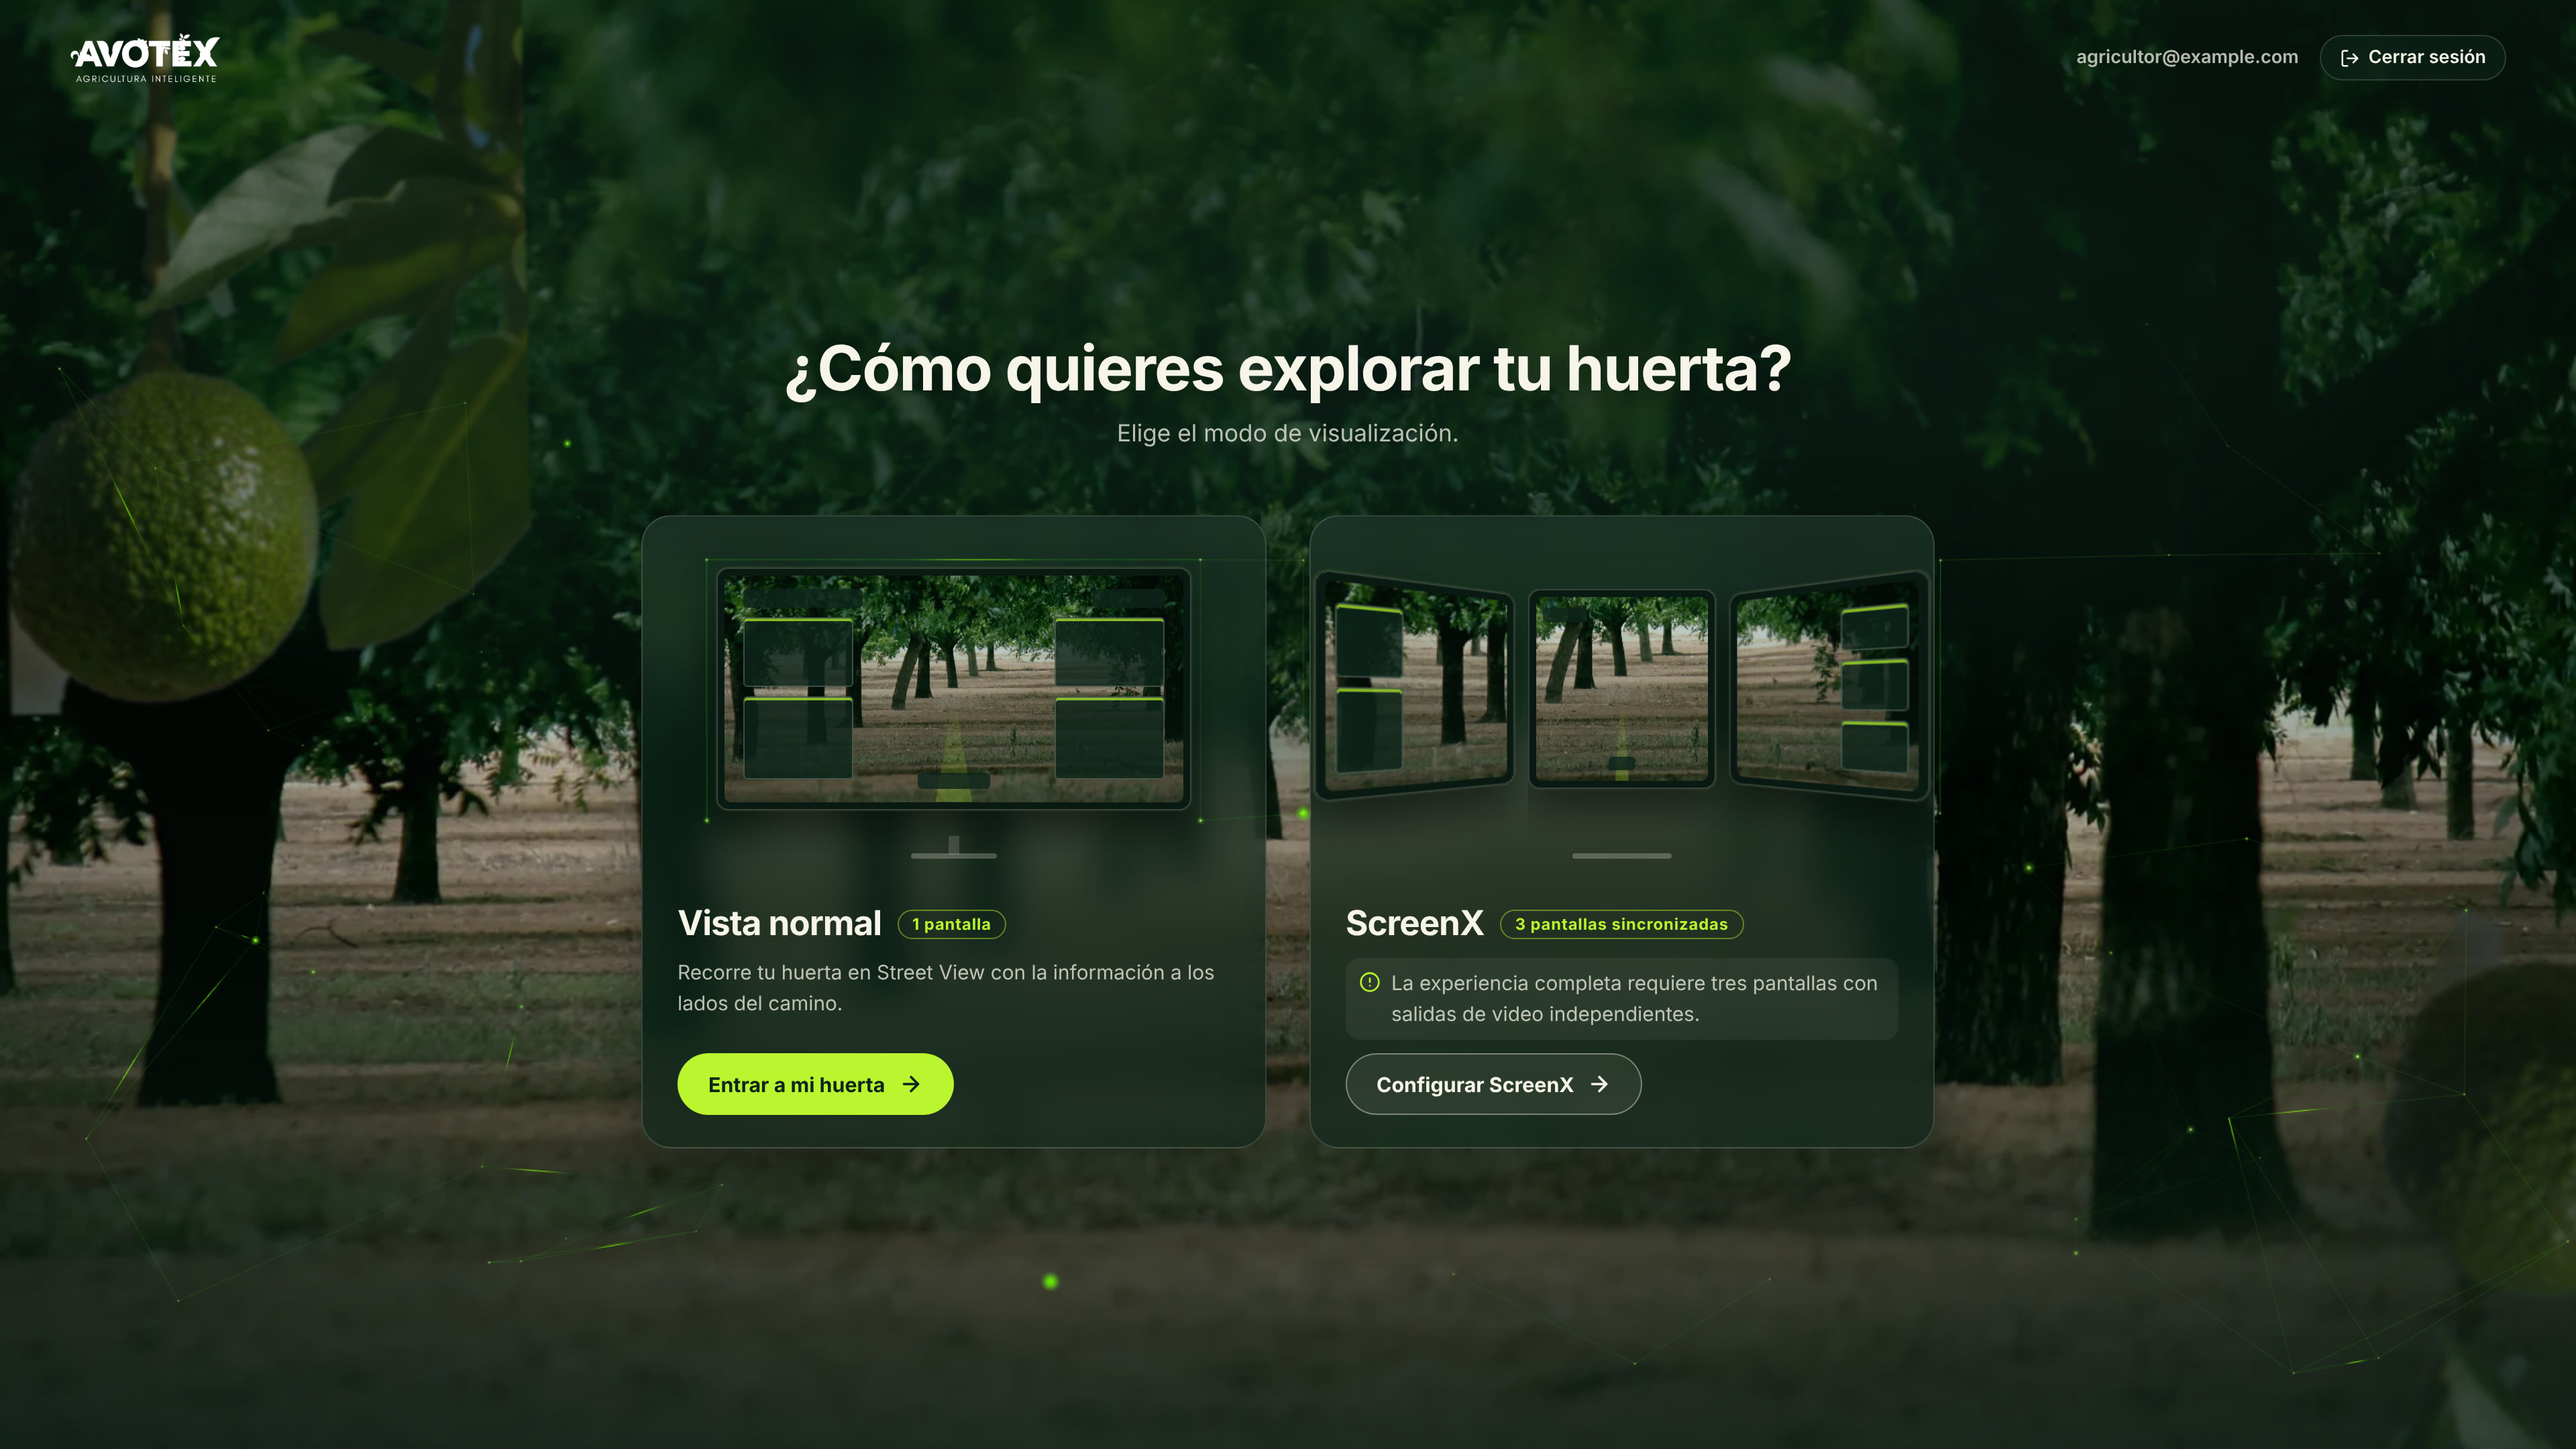 AVOTEX
AGRICULTURA INTELIGENTE
agricultor@example.com
Cerrar sesión
¿Cómo quieres explorar tu huerta?
Elige el modo de visualización.
Vista normal
1 pantalla
Recorre tu huerta en Street View con la información a los
lados del camino.
Entrar a mi huerta
ScreenX
3 pantallas sincronizadas
La experiencia completa requiere tres pantallas con
salidas de video independientes.
Configurar ScreenX